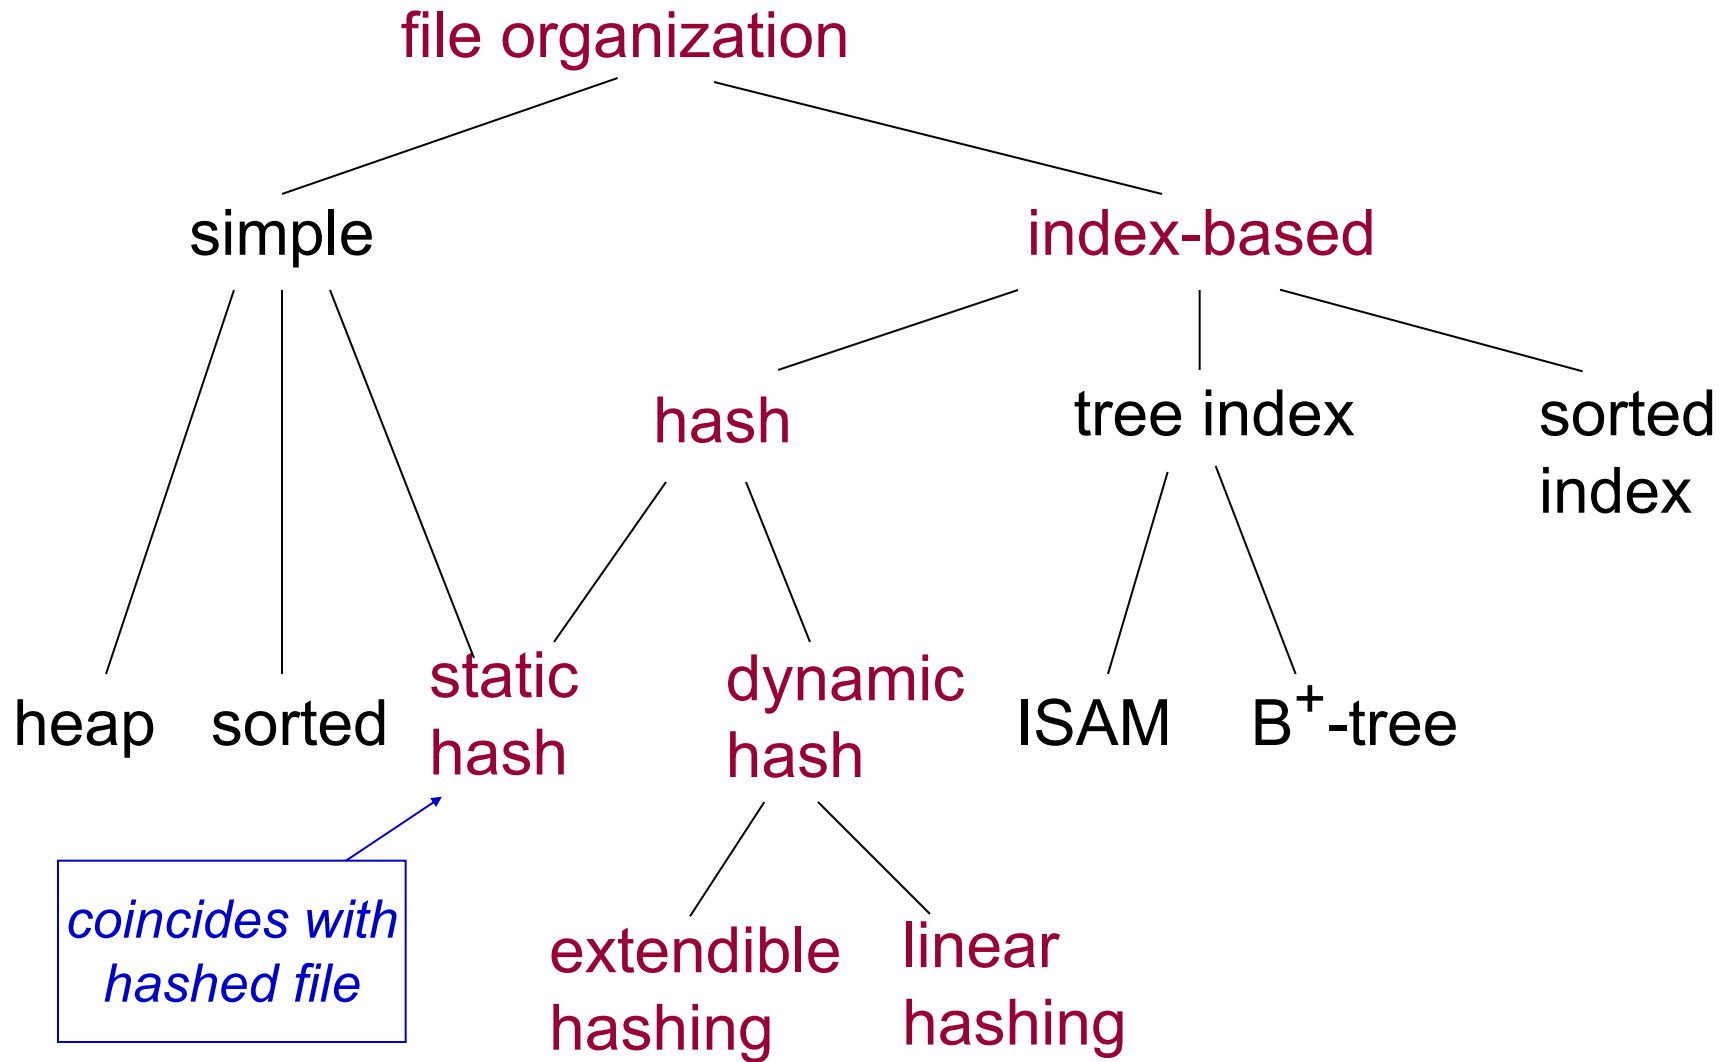 file organization
simple
index-based
hash
tree index
sorted
index
heap
sorted
static
hash
dynamic
hash
ISAM
B⁺-tree
coincides with
hashed file
extendible
hashing
linear
hashing